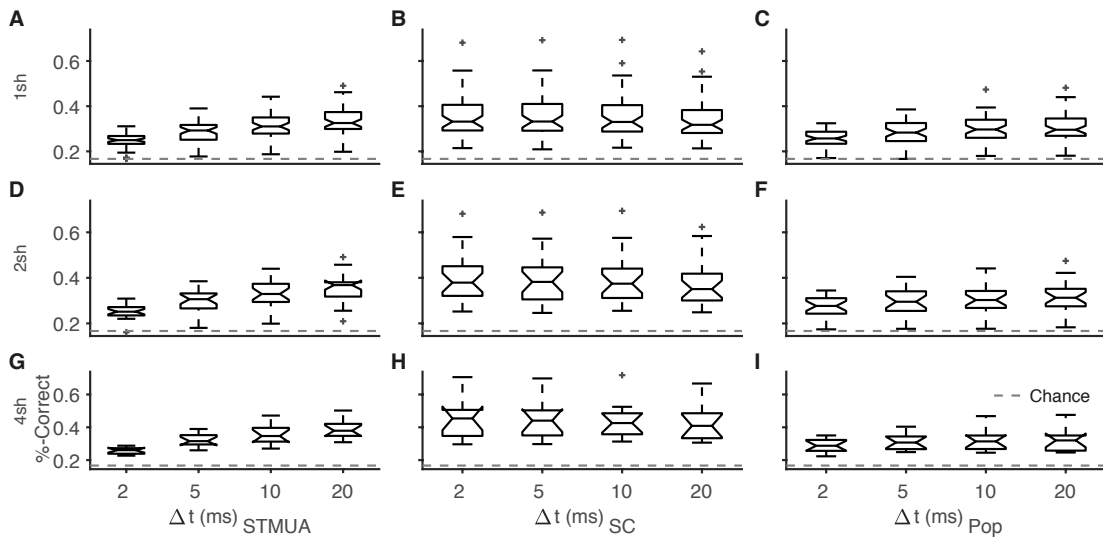 A B C
1sh
0.6
0.4
0.2
D E F
2sh
0.6
0.4
0.2
G H I
4sh
%-Correct
0.6
0.4
0.2
Chance
2 5 10 20 2 5 10 20 2 5 10 20
Δ t (ms) STMUA Δ t (ms) SC Δ t (ms) Pop